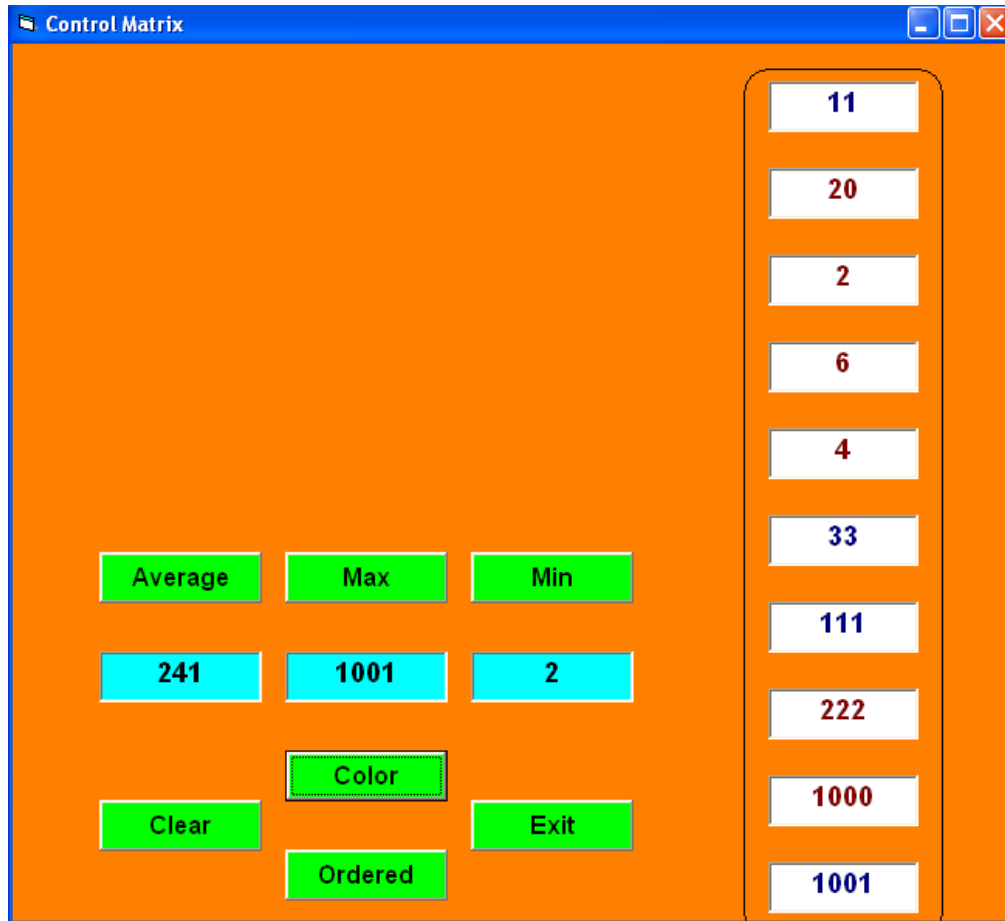 Control Matrix
11
20
2
6
4
33
Average Max Min
111
241 1001 2
222
Color
1000
Clear Exit
Ordered
1001